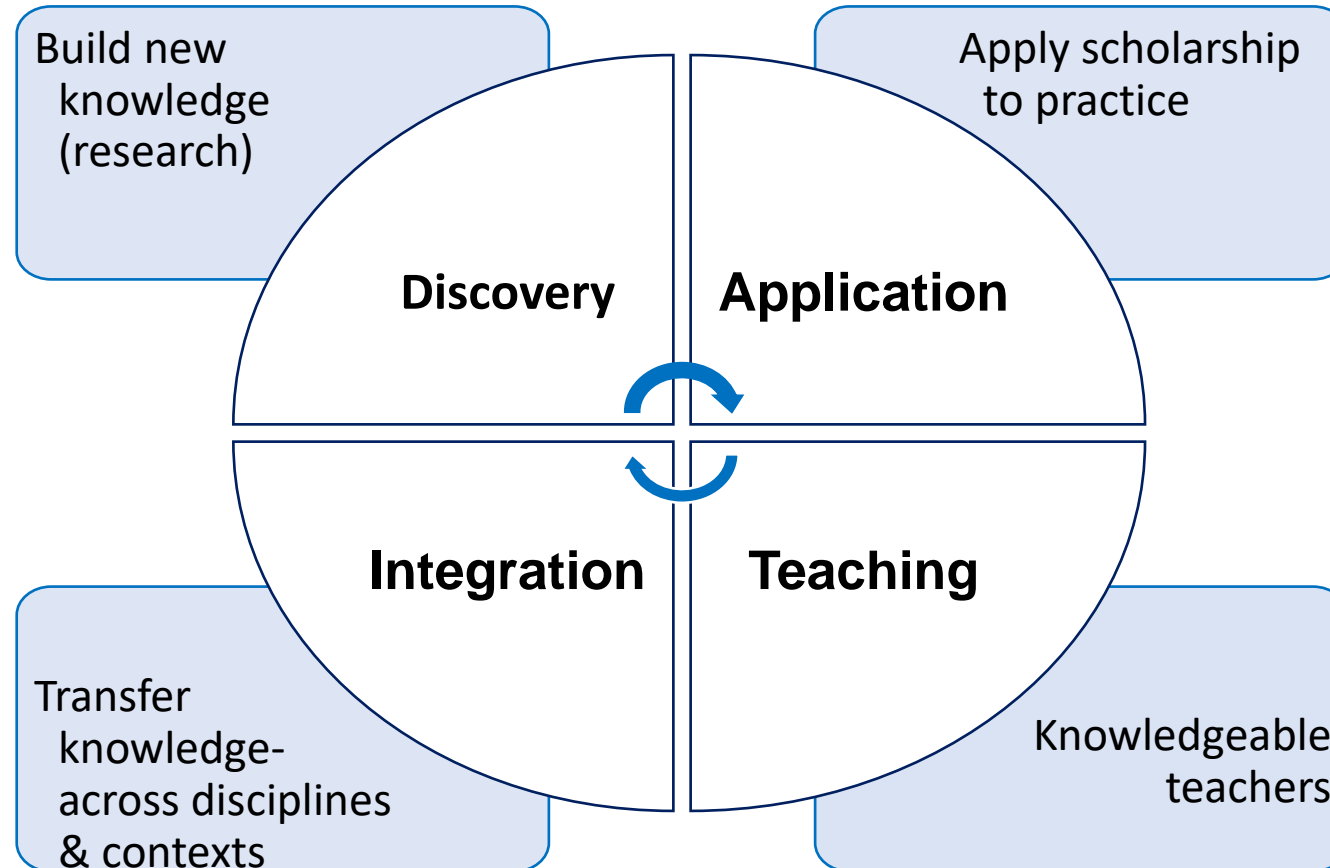 Build new
knowledge
(research)
Apply scholarship
to practice
Discovery
Application
Integration
Teaching
Transfer
knowledge-
across disciplines
& contexts
Knowledgeable
teachers